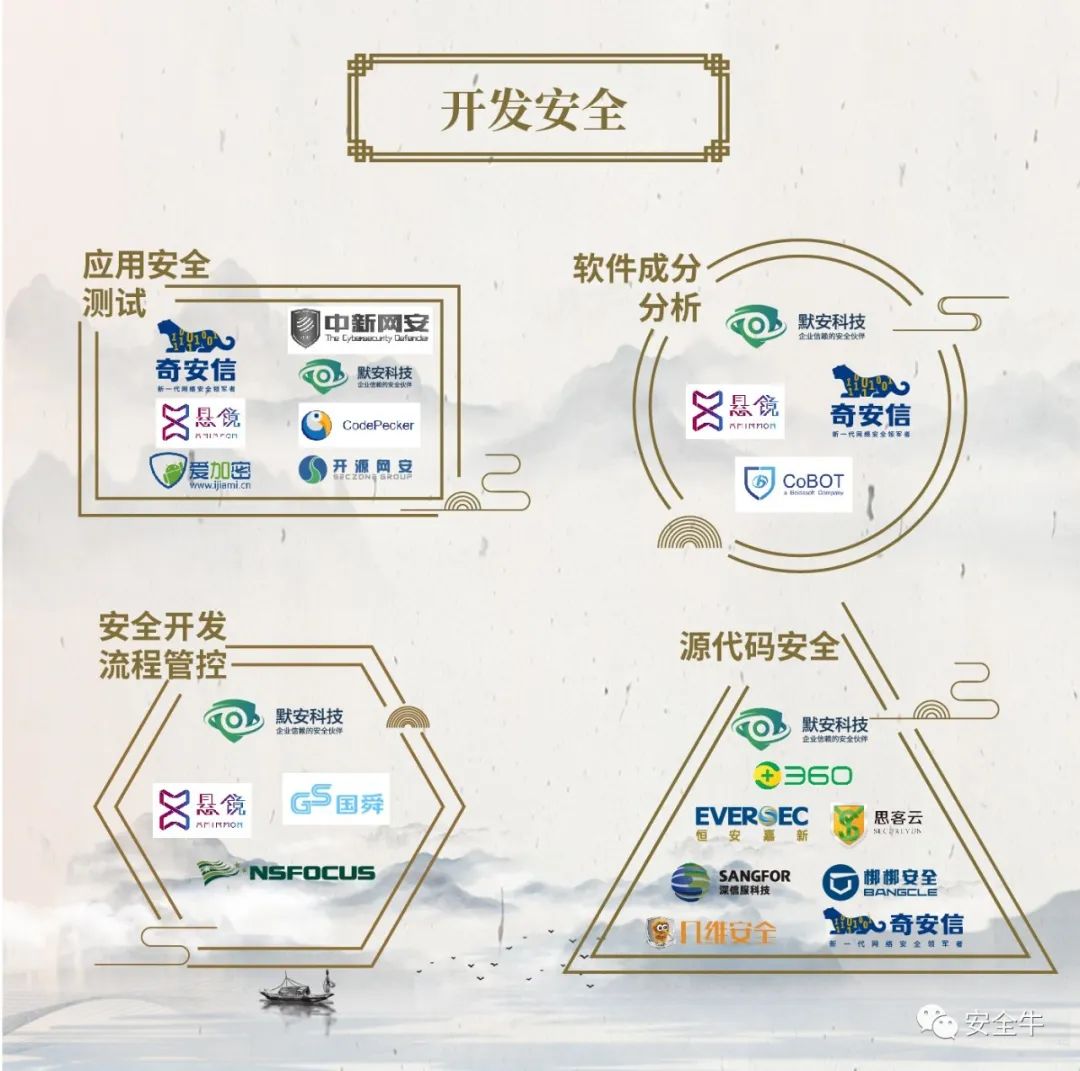 开发安全
应用安全
测试
奇安信
新一代网络安全领军者
中新网安
The Cybersecurity Defender
默安科技
企业信赖的安全伙伴
悬镜
XMIRROR
CodePecker
爱加密
www.ijiami.cn
开源网安
SECZONE GROUP
软件成分
分析
默安科技
企业信赖的安全伙伴
悬镜
XMIRROR
奇安信
新一代网络安全领军者
CoBOT
a Beisisoft Company
安全开发
流程管控
默安科技
企业信赖的安全伙伴
悬镜
XMIRROR
GS国舜
NSFOCUS
源代码安全
默安科技
企业信赖的安全伙伴
360
EVERSEC
恒安嘉新
思客云
SECUREYUN
SANGFOR
深信服科技
梆梆安全
BANGCLE
几维安全
奇安信
新一代网络安全领军者
安全牛